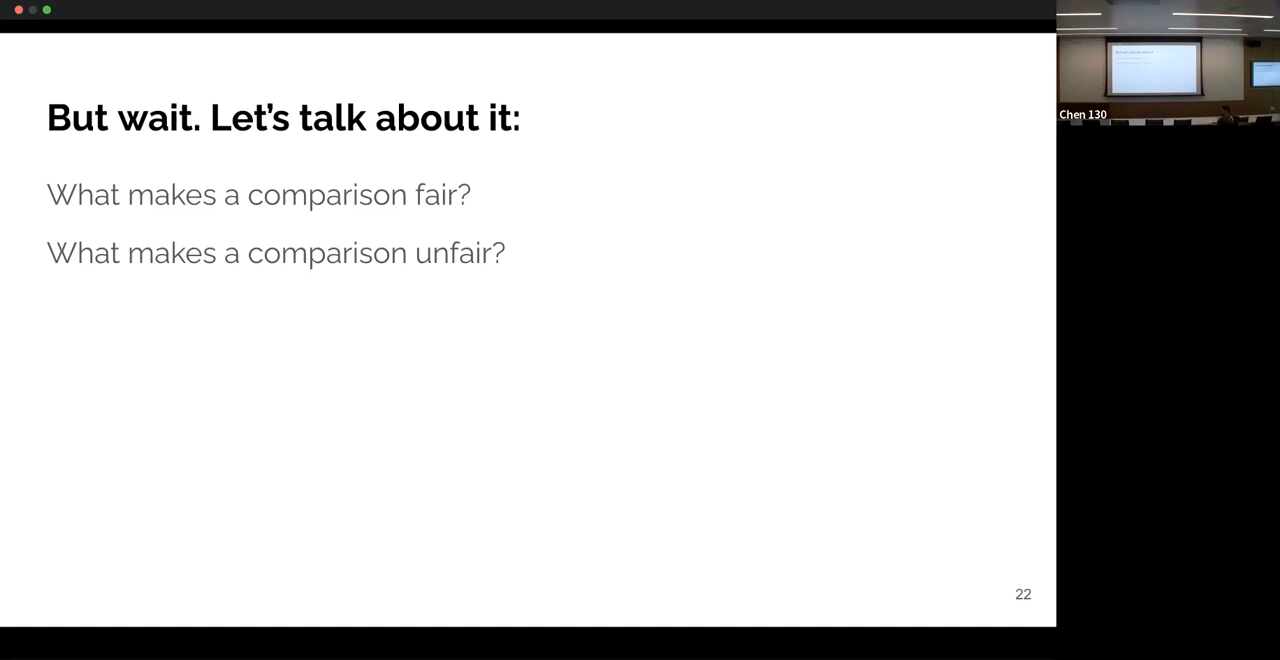 But wait. Let's talk about it:
What makes a comparison fair?
What makes a comparison unfair?
22
Chen 130